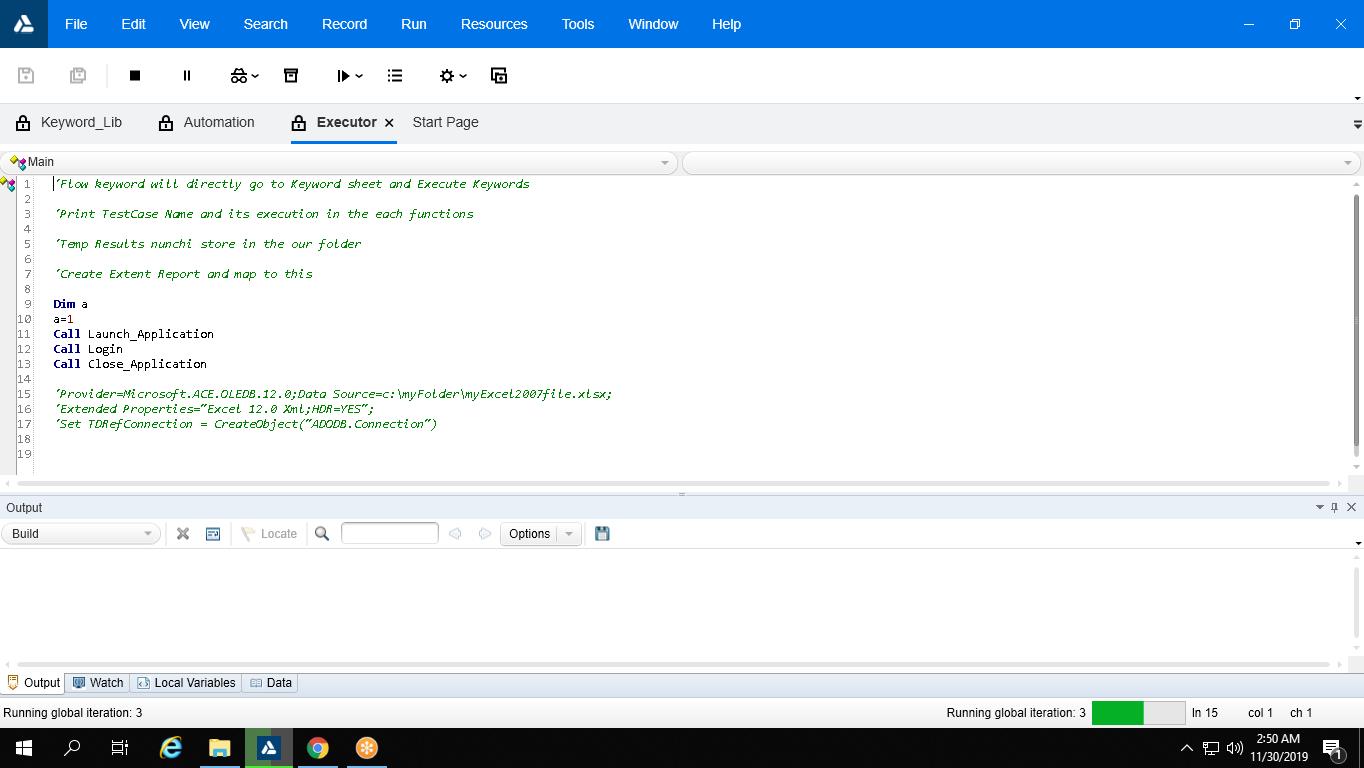 File Edit View Search Record Run Resources Tools Window Help
Keyword_Lib Automation Executor Start Page
Main
1 'Flow keyword will directly go to Keyword sheet and Execute Keywords
2
3 'Print TestCase Name and its execution in the each functions
4
5 'Temp Results nunchi store in the our folder
6
7 'Create Extent Report and map to this
8
9 Dim a
10 a=1
11 Call Launch_Application
12 Call Login
13 Call Close_Application
14
15 'Provider=Microsoft.ACE.OLEDB.12.0;Data Source=c:\myFolder\myExcel2007file.xlsx;
16 'Extended Properties="Excel 12.0 Xml;HDR=YES";
17 'Set TDRefConnection = CreateObject("ADODB.Connection")
18
19
Output
Build Locate Options
Output Watch Local Variables Data
Running global iteration: 3 Running global iteration: 3 ln 15 col 1 ch 1
2:50 AM
11/30/2019
1